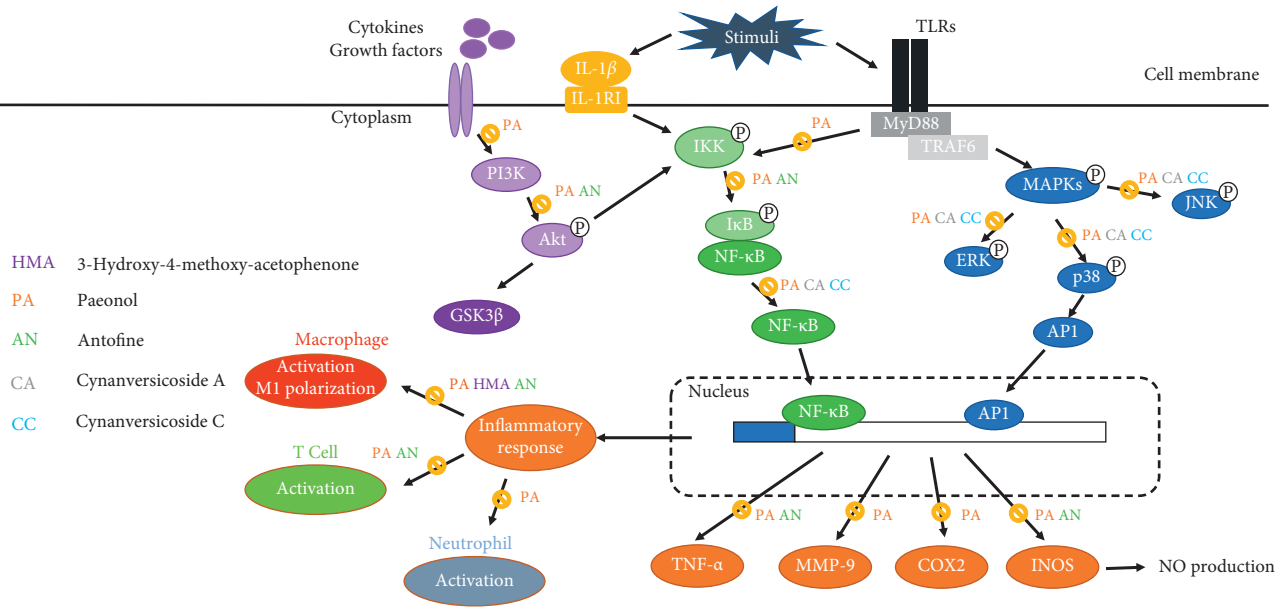 Cytokines
Growth factors
Stimuli
TLRs
IL-1β
IL-1RI
Cell membrane
Cytoplasm
MyD88
TRAF6
PA
PA
IKK
P
PI3K
PA AN
PA AN
MAPKs
P
PA CA CC
JNK
P
Akt
P
IκB
P
NF-κB
PA CA CC
ERK
P
PA CA CC
p38
P
HMA 3-Hydroxy-4-methoxy-acetophenone
PA Paeonol
AN Antofine
CA Cynanversicoside A
CC Cynanversicoside C
GSK3β
PA CA CC
NF-κB
AP1
Macrophage
Activation
M1 polarization
PA HMA AN
Nucleus
NF-κB
AP1
Inflammatory
response
T Cell
PA AN
Activation
PA
Neutrophil
Activation
PA AN
PA
PA
PA AN
TNF-α
MMP-9
COX2
INOS
NO production